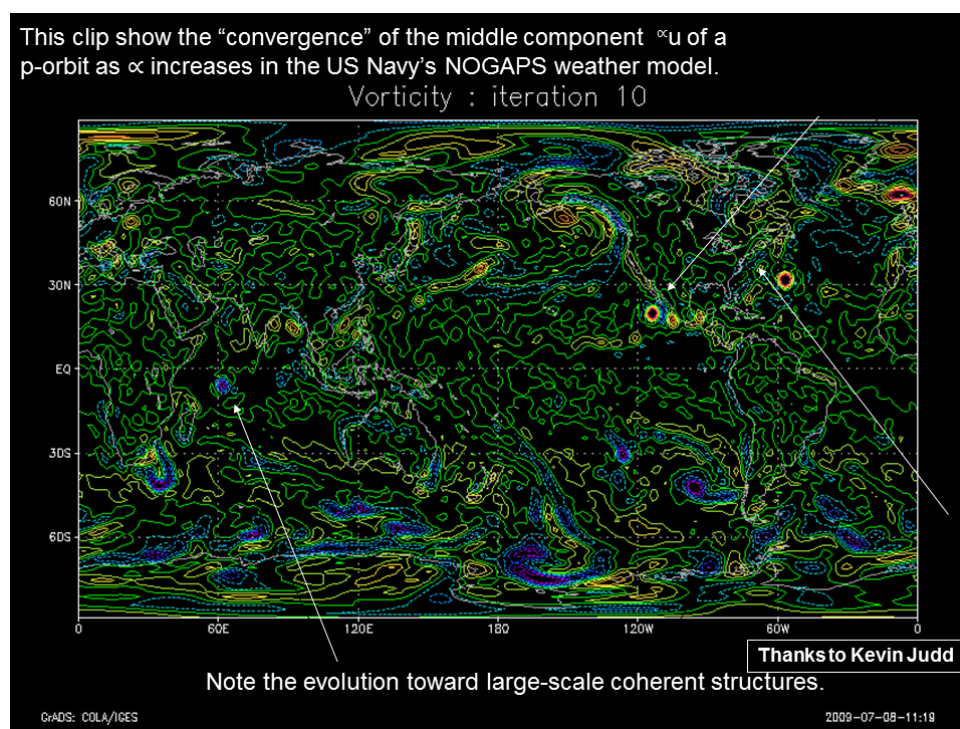 This clip show the “convergence” of the middle component ∝u of a
p-orbit as ∝ increases in the US Navy’s NOGAPS weather model.
Vorticity : iteration 10
60N
30N
EQ
30S
60S
0 60E 120E 180 120W 60W 0
Thanks to Kevin Judd
Note the evolution toward large-scale coherent structures.
GrADS: COLA/IGES 2009-07-08-11:19